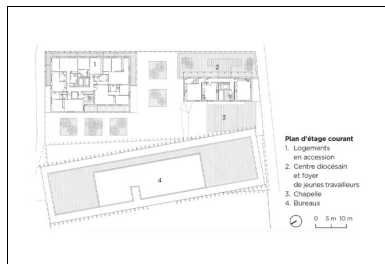 1
2
3
4
Plan d'étage courant
1. Logements
en accession
2. Centre diocésain
et foyer
de jeunes travailleurs
3. Chapelle
4. Bureaux
0 5 m 10 m